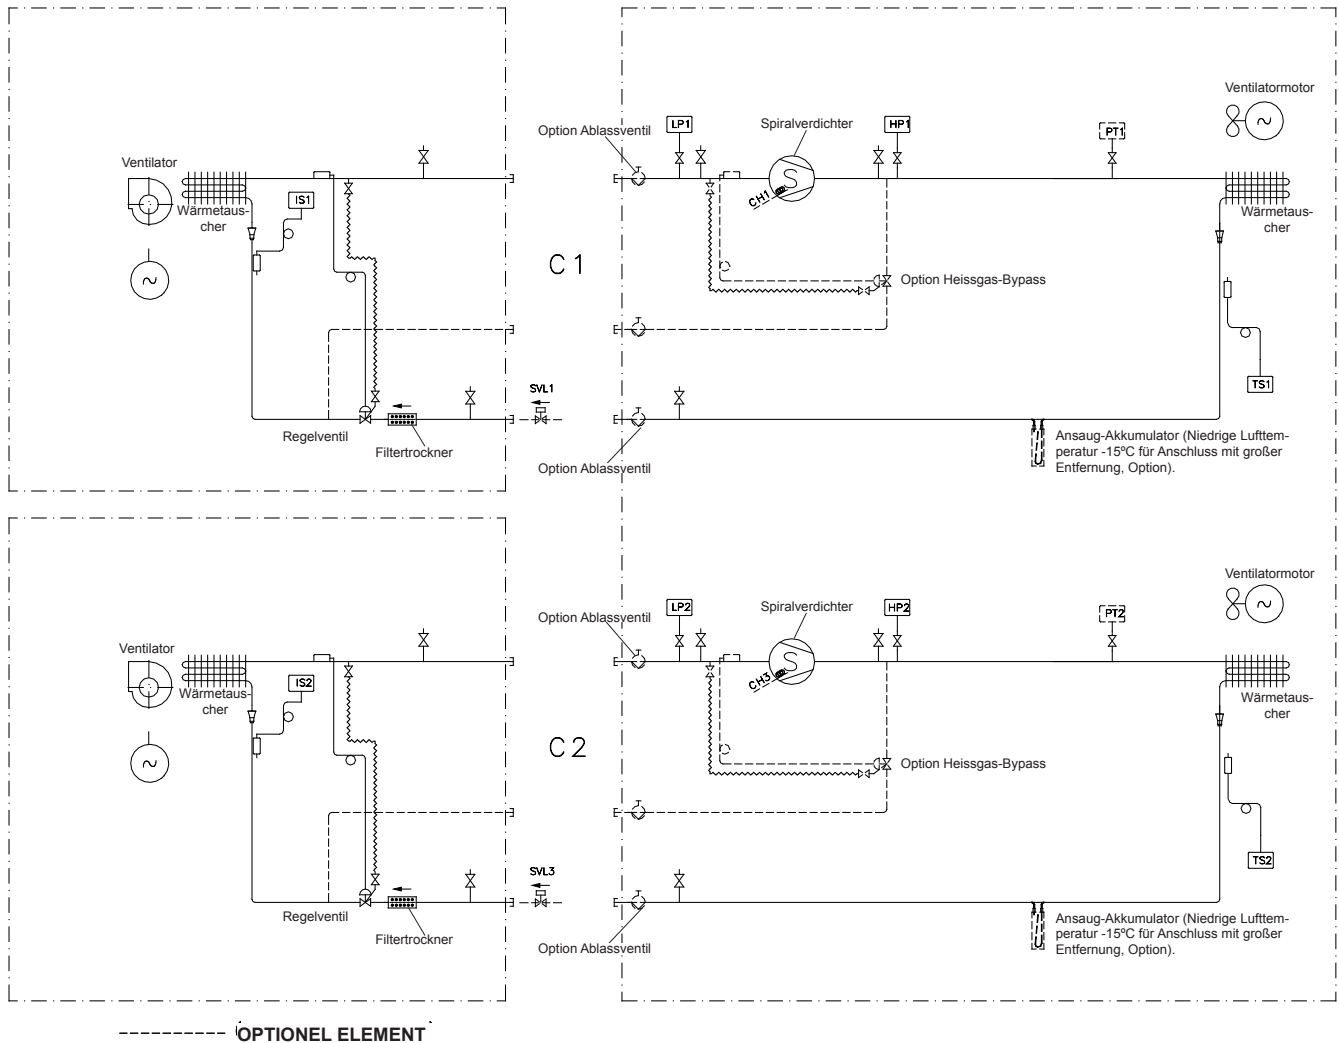 Ventilatormotor
LP1
Spiralverdichter
HP1
PT1
Option Ablassventil
Ventilator
S
CH1
IS1
Wärmetaus-
cher
Wärmetaus-
cher
~
~
C1
Option Heissgas-Bypass
TS1
SVL1
Regelventil
Filtertrockner
Option Ablassventil
Ansaug-Akkumulator (Niedrige Lufttem-
peratur -15ºC für Anschluss mit großer
Entfernung, Option).
Ventilatormotor
LP2
Spiralverdichter
HP2
PT2
Option Ablassventil
Ventilator
S
CH3
IS2
Wärmetaus-
cher
Wärmetaus-
cher
~
~
C2
Option Heissgas-Bypass
TS2
SVL3
Regelventil
Filtertrockner
Option Ablassventil
Ansaug-Akkumulator (Niedrige Lufttem-
peratur -15ºC für Anschluss mit großer
Entfernung, Option).
OPTIONEL ELEMENT